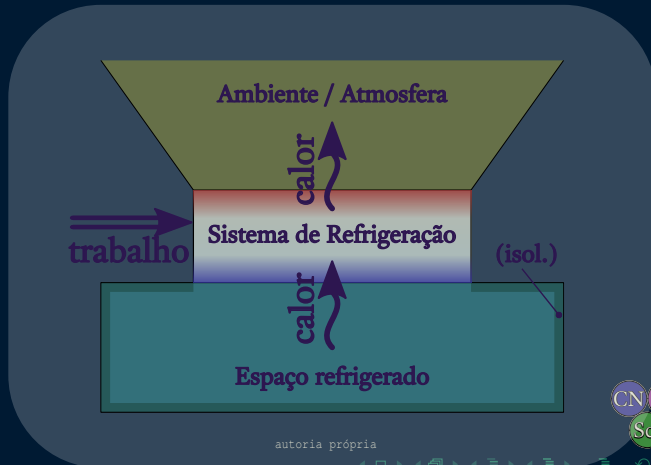 Ambiente / Atmosfera
calor
Sistema de Refrigeração
trabalho
(isol.)
calor
Espaço refrigerado
CN
autoria própria